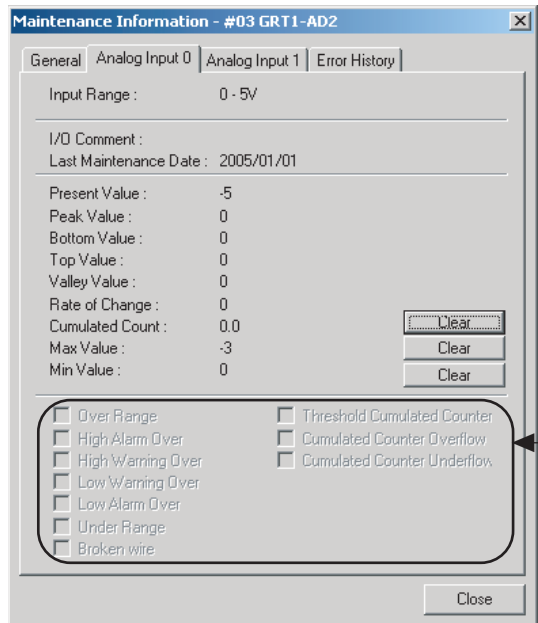 Maintenance Information - #03 GRT1-AD2
General Analog Input 0 Analog Input 1 Error History
Input Range : 0 - 5V
I/O Comment :
Last Maintenance Date : 2005/01/01
Present Value : -5
Peak Value : 0
Bottom Value : 0
Top Value : 0
Valley Value : 0
Rate of Change : 0
Cumulated Count : 0.0 Clear
Max Value : -3 Clear
Min Value : 0 Clear
Over Range Threshold Cumulated Counter
High Alarm Over Cumulated Counter Overflow
High Warning Over Cumulated Counter Underflow
Low Warning Over
Low Alarm Over
Under Range
Broken wire
Close